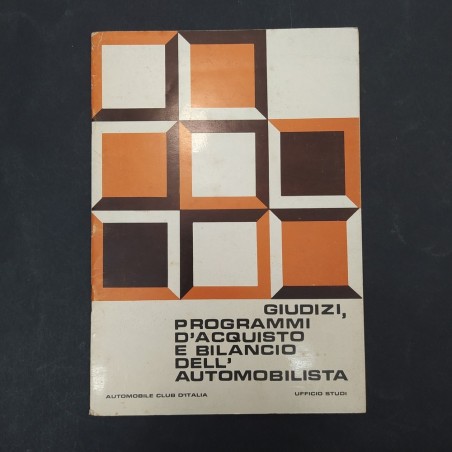 GIUDIZI,
PROGRAMMI
D'ACQUISTO
E BILANCIO
DELL'
AUTOMOBILISTA
AUTOMOBILE CLUB D'ITALIA UFFICIO STUDI